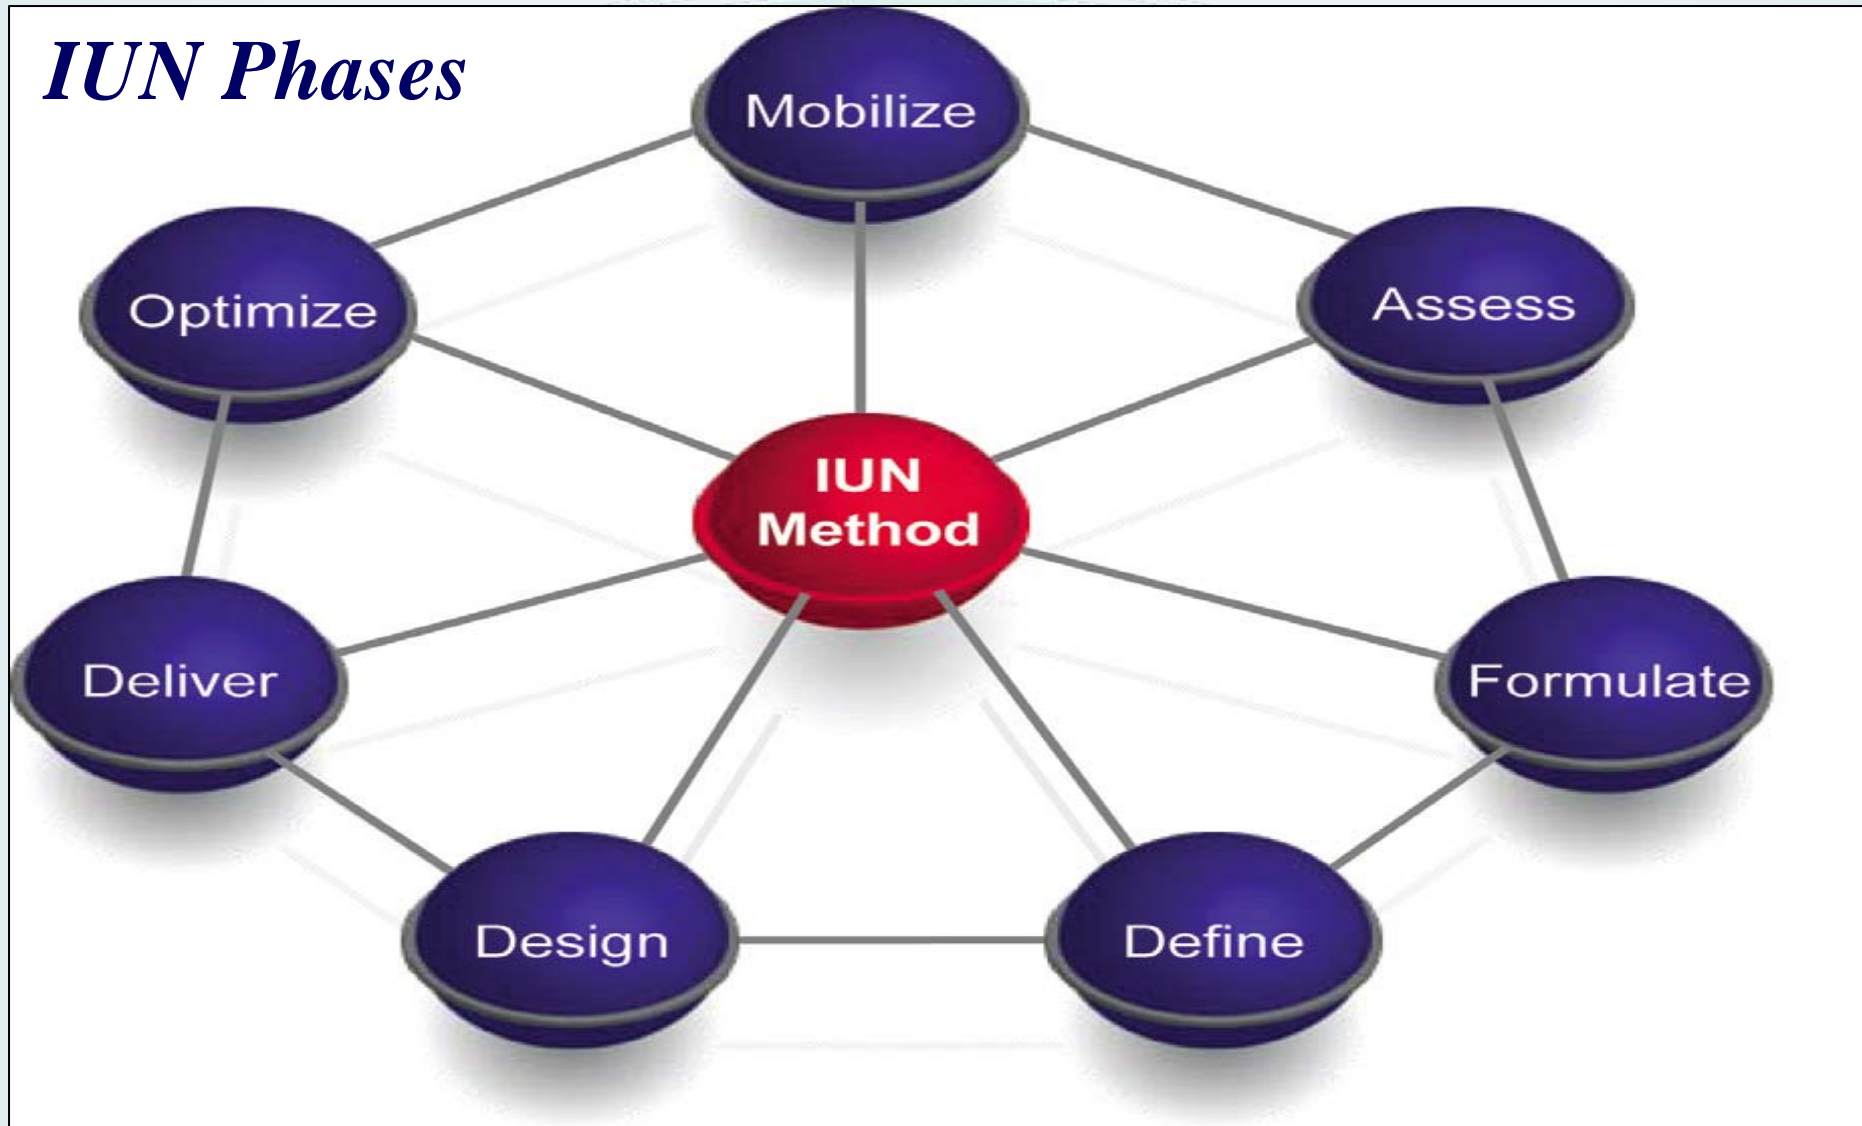 IUN Phases
Mobilize
Optimize
Assess
IUN
Method
Deliver
Formulate
Design
Define